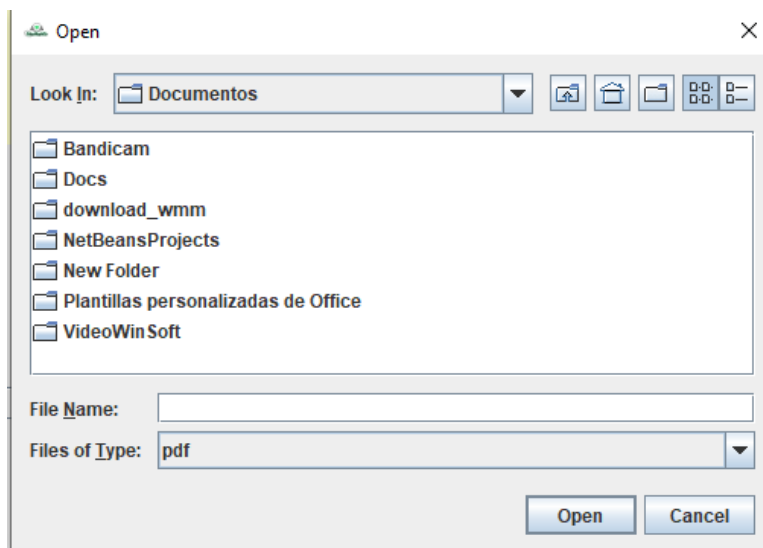 Open
Look In: Documentos
Bandicam
Docs
download_wmm
NetBeansProjects
New Folder
Plantillas personalizadas de Office
VideoWinSoft
File Name:
Files of Type: pdf
Open Cancel